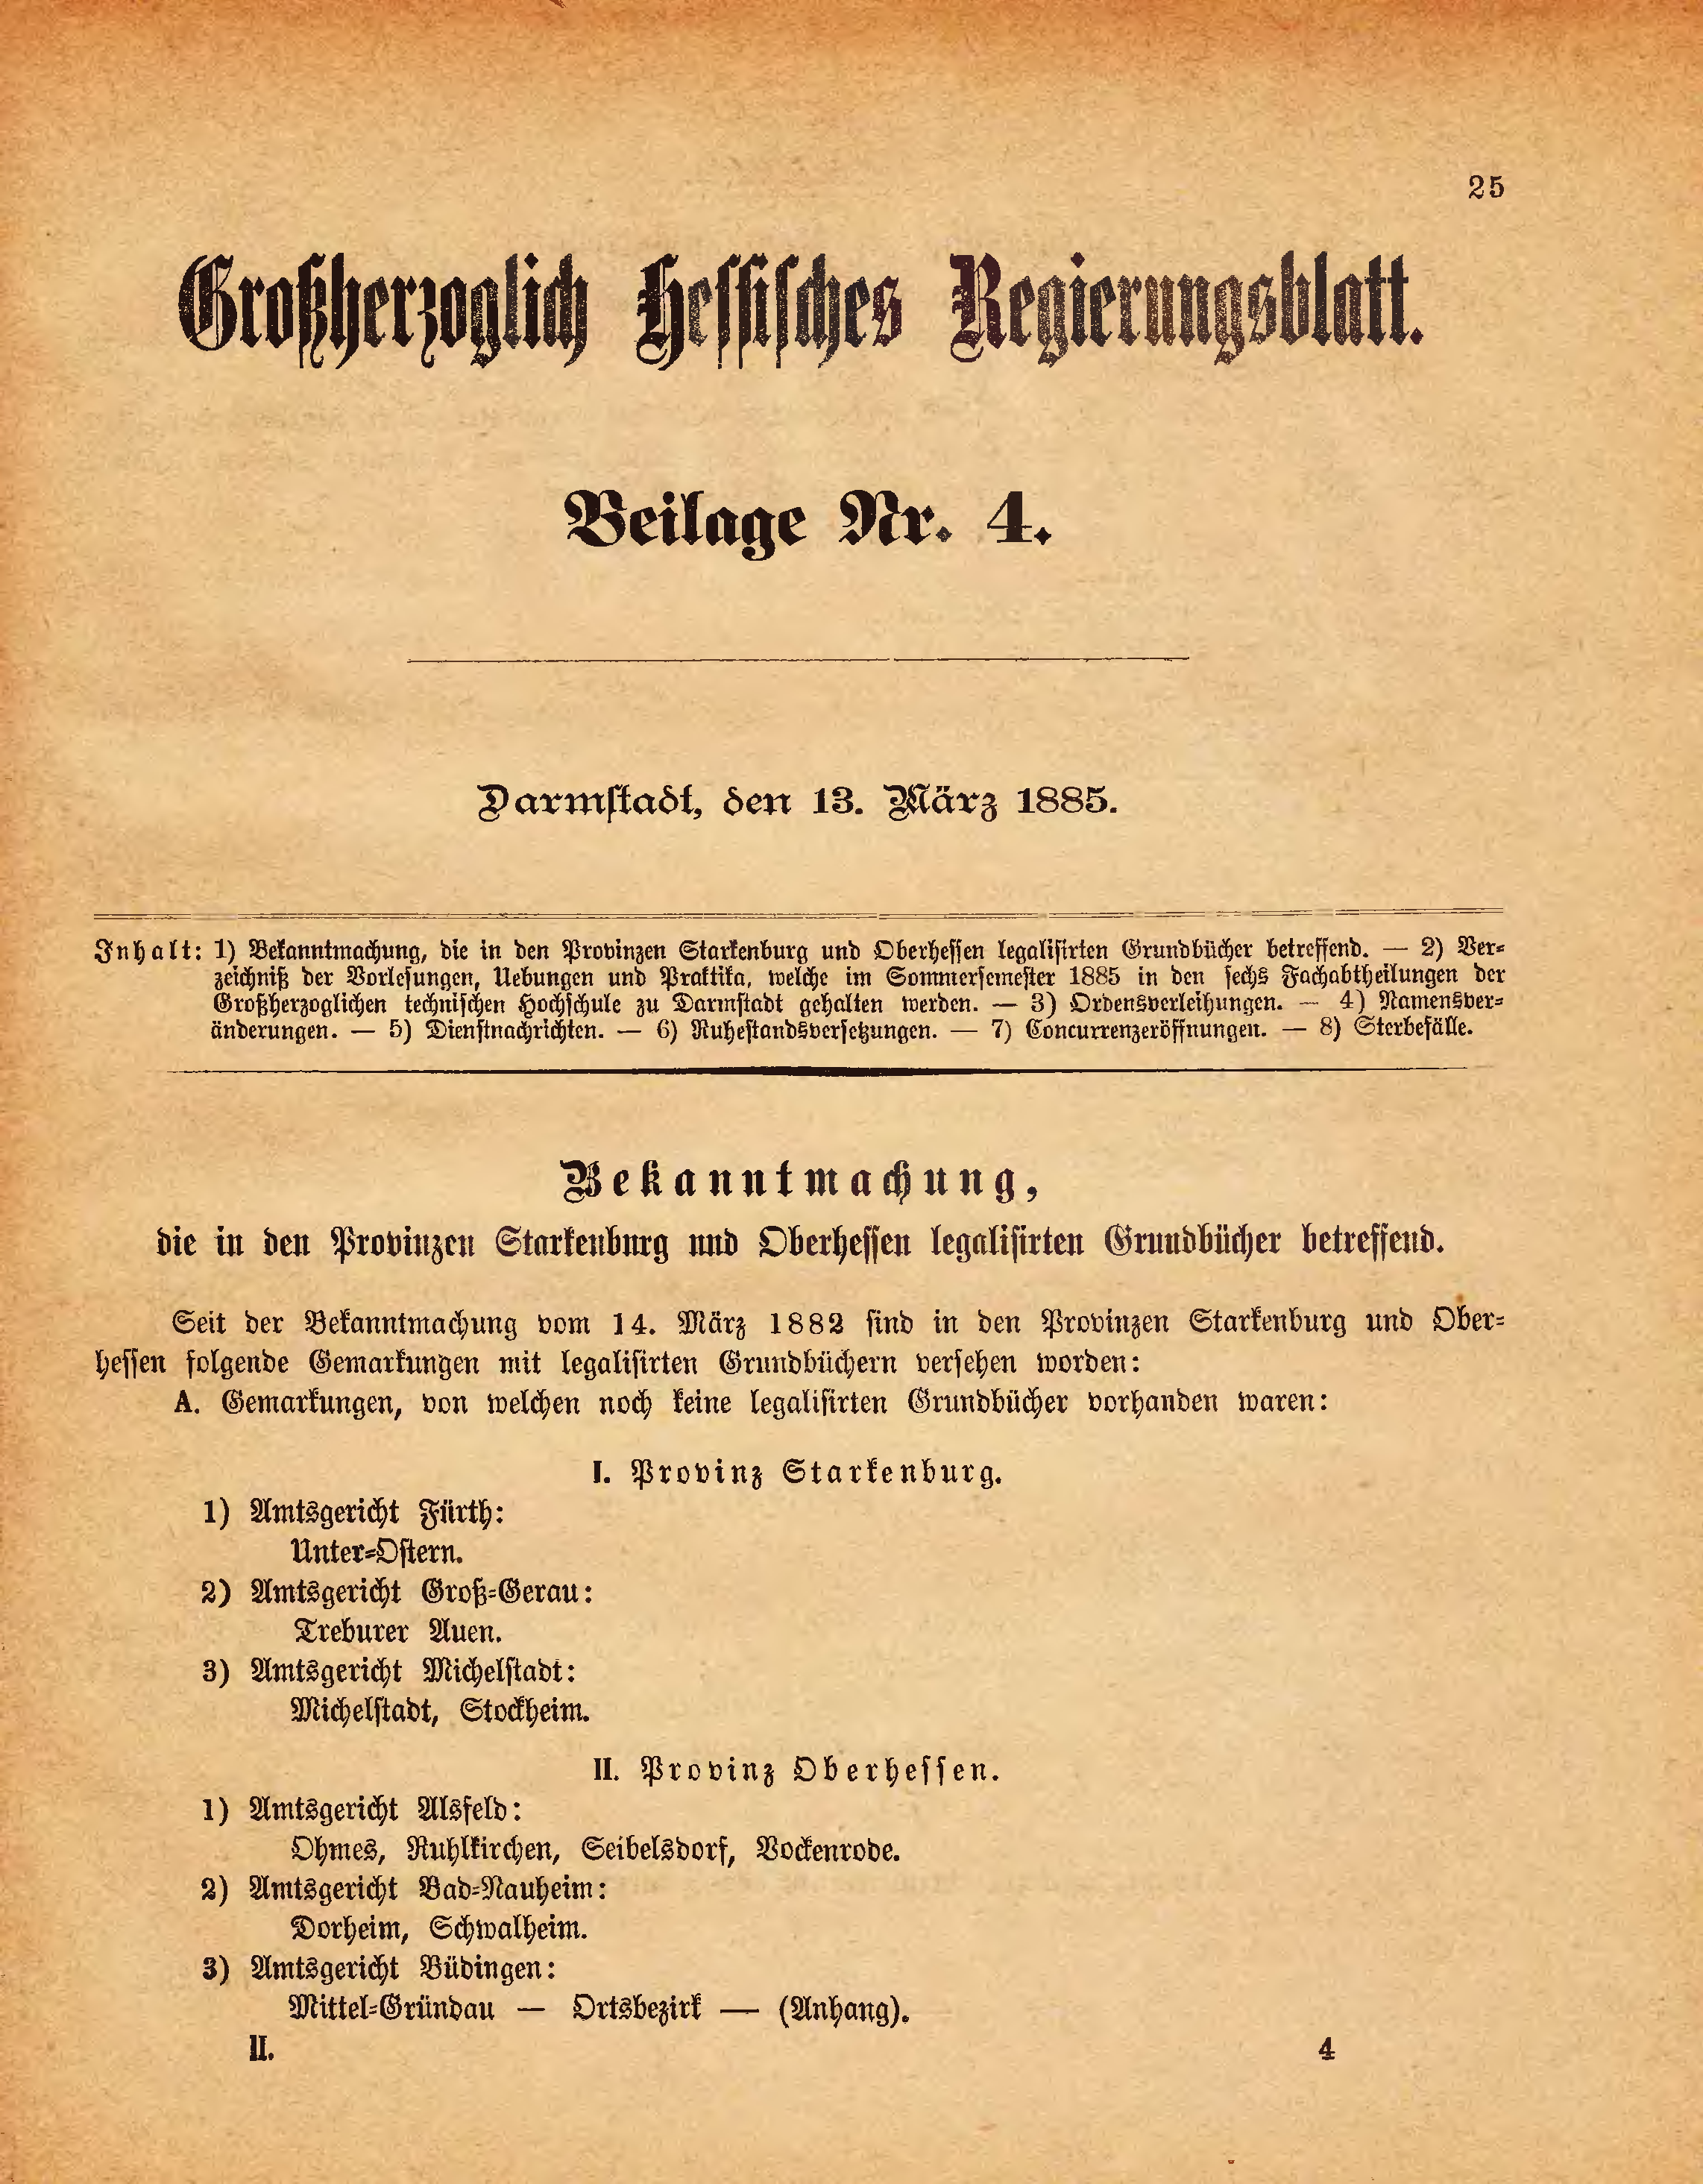 25
Großherzoglich Hessisches Regierungsblatt.
Beilage Nr. 4.
Darmstadt, den 13. März 1885.
Inhalt: 1) Bekanntmachung, die in den Provinzen Starkenburg und Oberhessen legalisirten Grundbücher betreffend. — 2) Ver-
zeichniß der Vorlesungen, Uebungen und Praktika, welche im Sommersemester 1885 in den sechs Fachabtheilungen der
Großherzoglichen technischen Hochschule zu Darmstadt gehalten werden. — 3) Ordensverleihungen. — 4) Namensver-
änderungen. — 5) Dienstnachrichten. — 6) Ruhestandsversetzungen. — 7) Concurrenzeröffnungen. — 8) Sterbefälle.
Bekanntmachung,
die in den Provinzen Starkenburg und Oberhessen legalisirten Grundbücher betreffend.
Seit der Bekanntmachung vom 14. März 1882 sind in den Provinzen Starkenburg und Ober-
hessen folgende Gemarkungen mit legalisirten Grundbüchern versehen worden:
A. Gemarkungen, von welchen noch keine legalisirten Grundbücher vorhanden waren:
I. Provinz Starkenburg.
1) Amtsgericht Fürth:
Unter-Ostern.
2) Amtsgericht Groß-Gerau:
Treburer Auen.
3) Amtsgericht Michelstadt:
Michelstadt, Stockheim.
II. Provinz Oberhessen.
1) Amtsgericht Alsfeld:
Ohmes, Ruhlkirchen, Seibelsdorf, Vockenrode.
2) Amtsgericht Bad-Nauheim:
Dorheim, Schwalheim.
3) Amtsgericht Büdingen:
Mittel-Gründau — Ortsbezirk — (Anhang).
II. 4